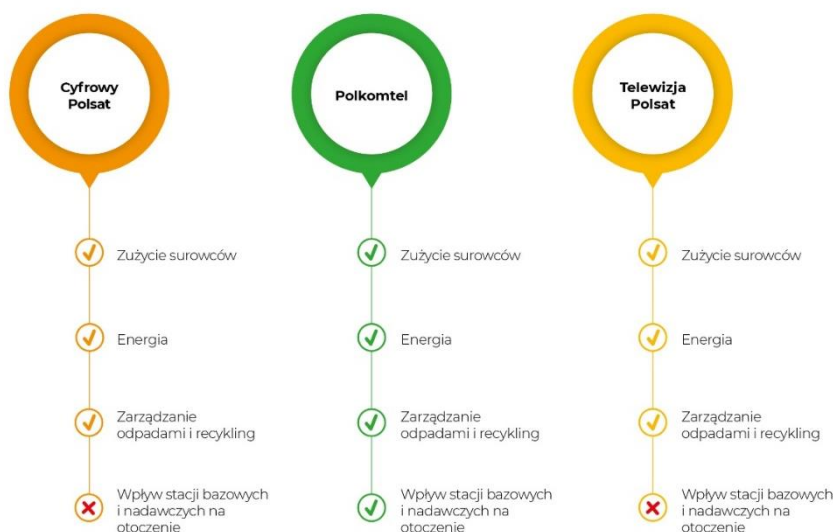 Cyfrowy
Polsat
Zużycie surowców
Energia
Zarządzanie
odpadami i recykling
Wpływ stacji bazowych
i nadawczych na
otoczenie
Polkomtel
Zużycie surowców
Energia
Zarządzanie
odpadami i recykling
Wpływ stacji bazowych
i nadawczych na
otoczenie
Telewizja
Polsat
Zużycie surowców
Energia
Zarządzanie
odpadami i recykling
Wpływ stacji bazowych
i nadawczych na
otoczenie